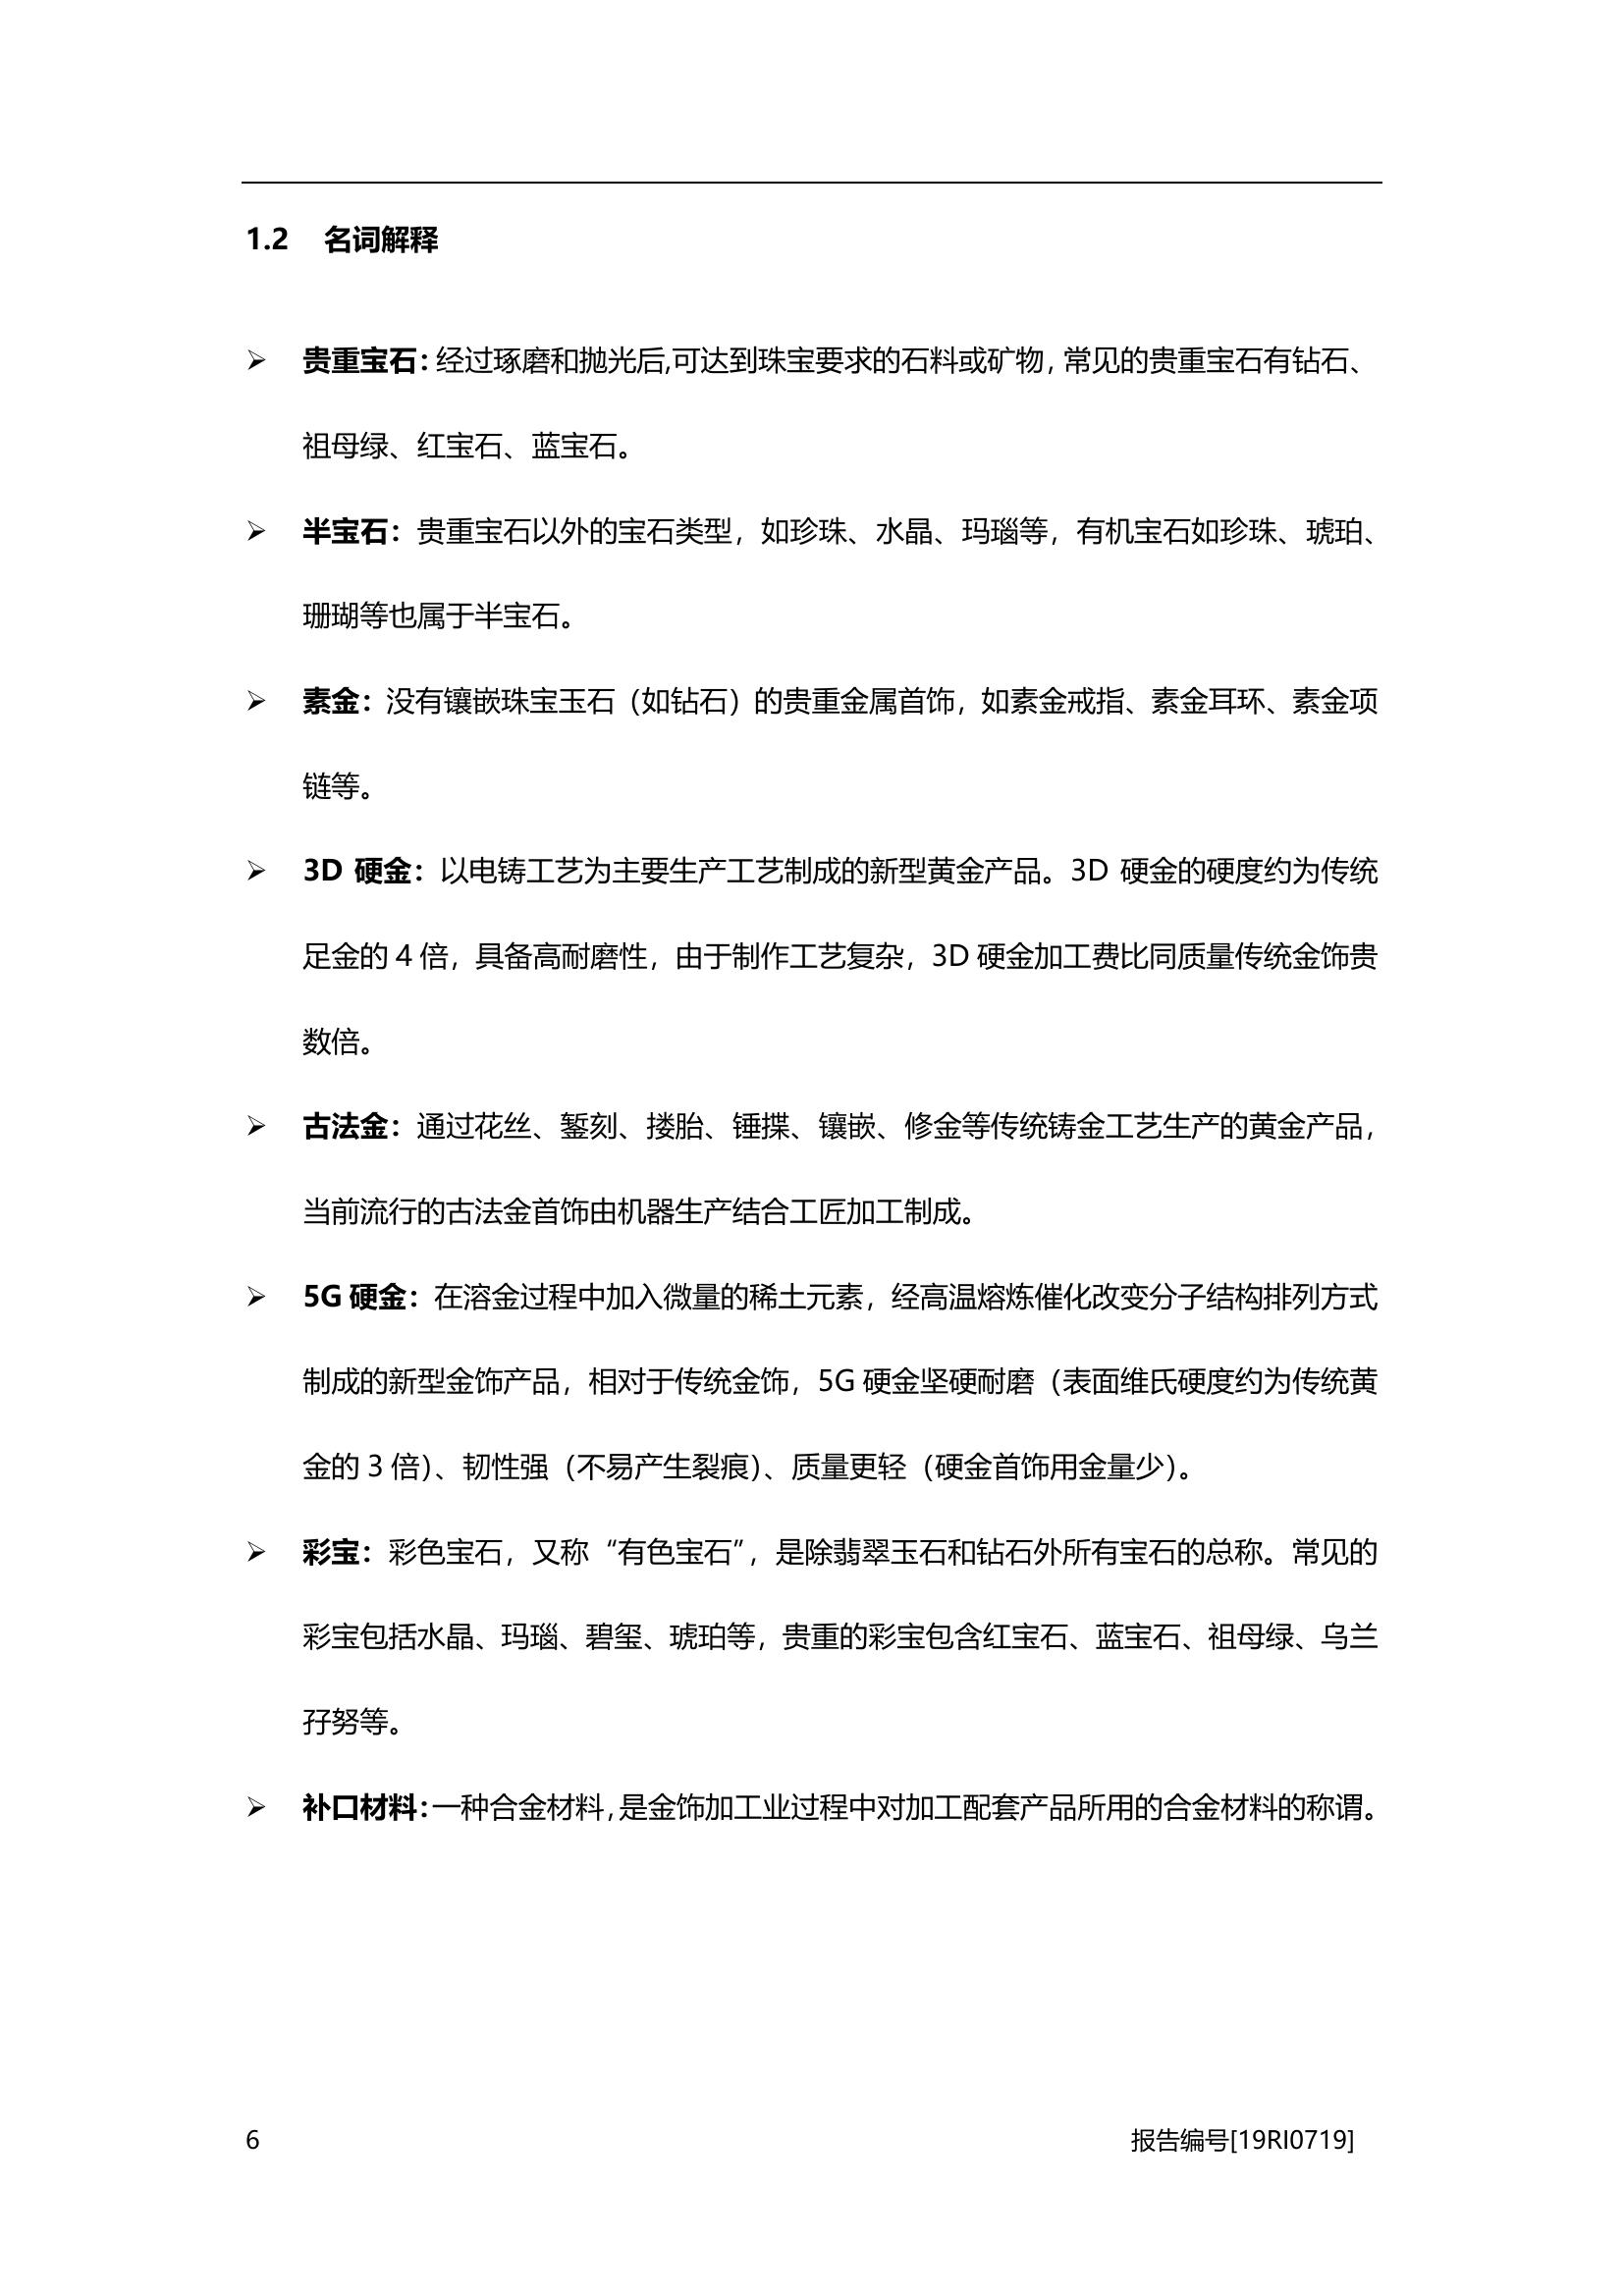 1.2 名词解释
➢ 贵重宝石：经过琢磨和抛光后,可达到珠宝要求的石料或矿物，常见的贵重宝石有钻石、
祖母绿、红宝石、蓝宝石。
➢ 半宝石：贵重宝石以外的宝石类型，如珍珠、水晶、玛瑙等，有机宝石如珍珠、琥珀、
珊瑚等也属于半宝石。
➢ 素金：没有镶嵌珠宝玉石（如钻石）的贵重金属首饰，如素金戒指、素金耳环、素金项
链等。
➢ 3D 硬金：以电铸工艺为主要生产工艺制成的新型黄金产品。3D 硬金的硬度约为传统
足金的 4 倍，具备高耐磨性，由于制作工艺复杂，3D 硬金加工费比同质量传统金饰贵
数倍。
➢ 古法金：通过花丝、錾刻、搂胎、锤揲、镶嵌、修金等传统铸金工艺生产的黄金产品，
当前流行的古法金首饰由机器生产结合工匠加工制成。
➢ 5G 硬金：在溶金过程中加入微量的稀土元素，经高温熔炼催化改变分子结构排列方式
制成的新型金饰产品，相对于传统金饰，5G 硬金坚硬耐磨（表面维氏硬度约为传统黄
金的 3 倍）、韧性强（不易产生裂痕）、质量更轻（硬金首饰用金量少）。
➢ 彩宝：彩色宝石，又称“有色宝石”，是除翡翠玉石和钻石外所有宝石的总称。常见的
彩宝包括水晶、玛瑙、碧玺、琥珀等，贵重的彩宝包含红宝石、蓝宝石、祖母绿、乌兰
孖努等。
➢ 补口材料：一种合金材料，是金饰加工业过程中对加工配套产品所用的合金材料的称谓。
6 报告编号[19RI0719]